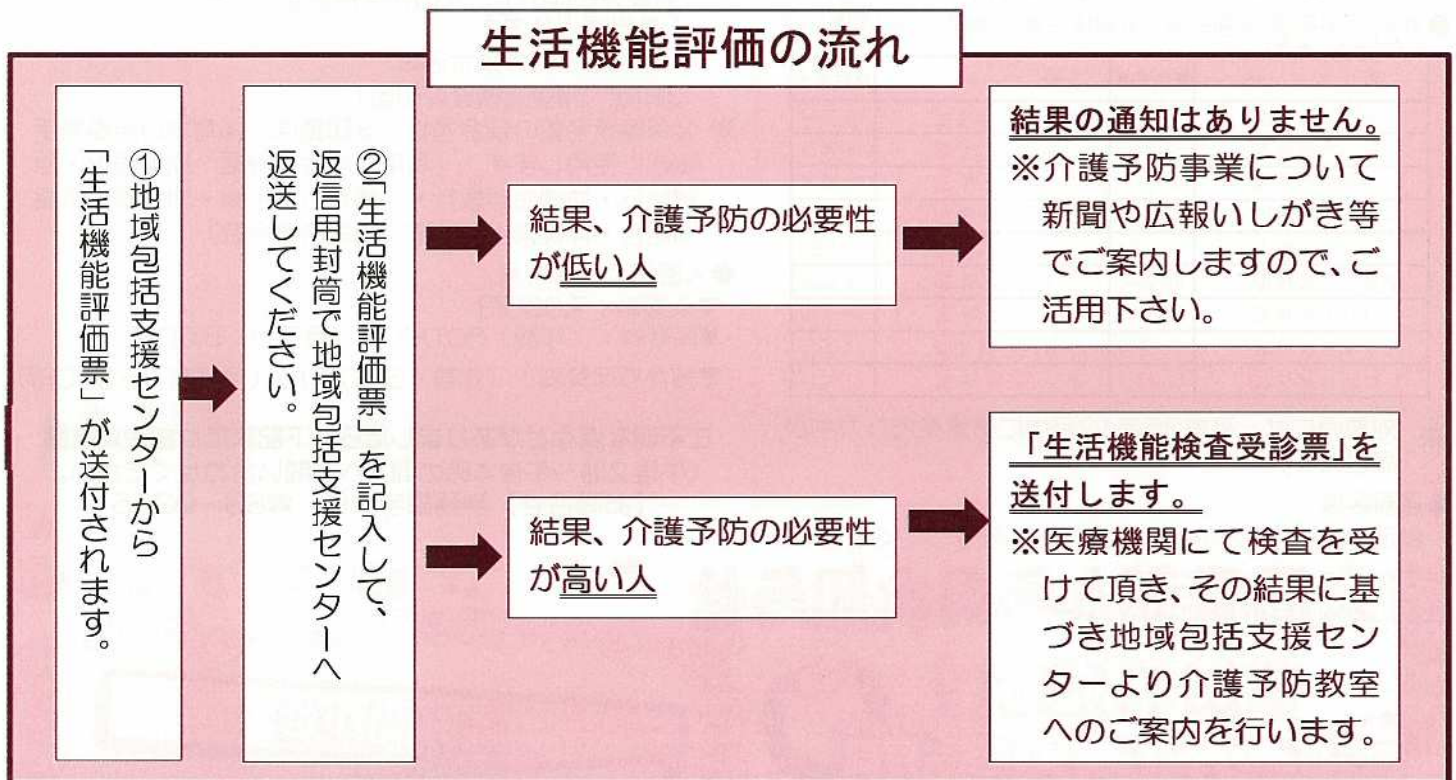 生活機能評価の流れ
①地域包括支援センターから
「生活機能評価票」が送付されます。
②「生活機能評価票」を記入して、
返信用封筒で地域包括支援センターへ
返送してください。
結果、介護予防の必要性
が低い人
結果の通知はありません。
※介護予防事業について
新聞や広報いしがき等
でご案内しますので、ご
活用下さい。
結果、介護予防の必要性
が高い人
「生活機能検査受診票」を
送付します。
※医療機関にて検査を受
けて頂き、その結果に基
づき地域包括支援セン
ターより介護予防教室
へのご案内を行います。